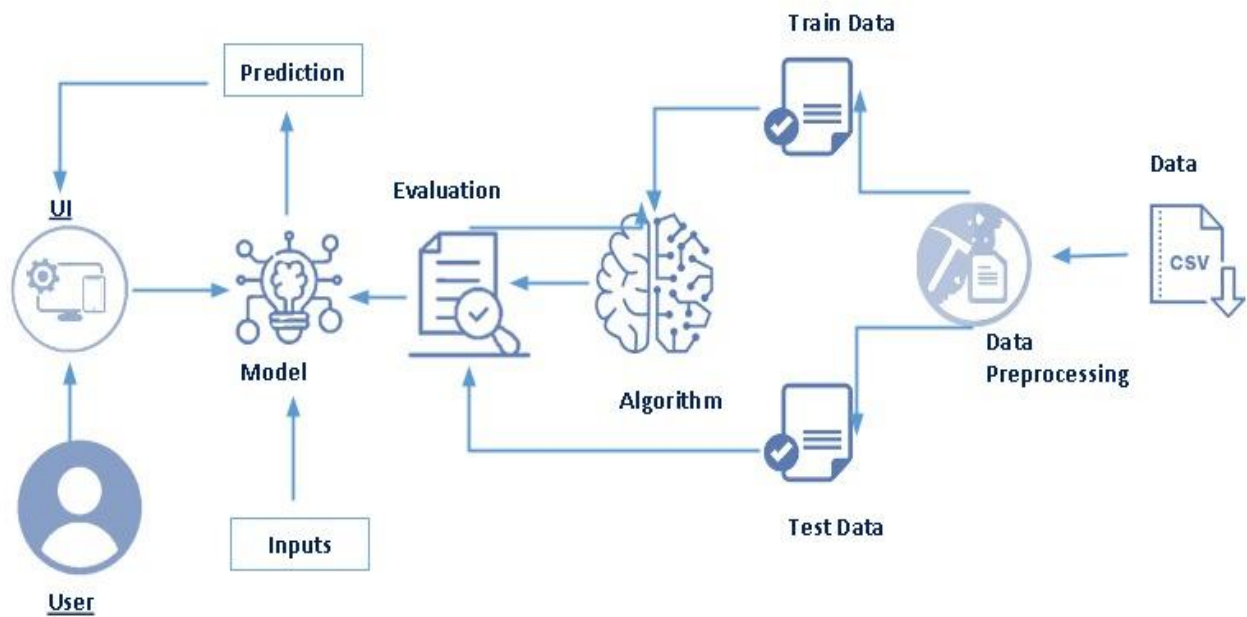 Train Data
Prediction
Data
Evaluation
UI
CSV
Data
Preprocessing
Model
Algorithm
Test Data
Inputs
User